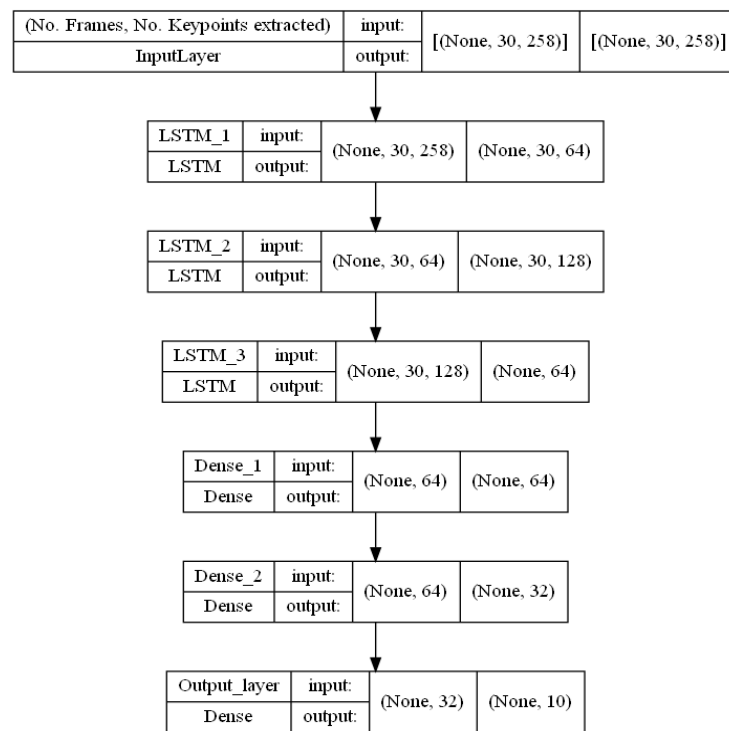 (No. Frames, No. Keypoints extracted) input: [(None, 30, 258)] [(None, 30, 258)]
InputLayer output:
LSTM_1 input: (None, 30, 258) (None, 30, 64)
LSTM output:
LSTM_2 input: (None, 30, 64) (None, 30, 128)
LSTM output:
LSTM_3 input: (None, 30, 128) (None, 64)
LSTM output:
Dense_1 input: (None, 64) (None, 64)
Dense output:
Dense_2 input: (None, 64) (None, 32)
Dense output:
Output_layer input: (None, 32) (None, 10)
Dense output: